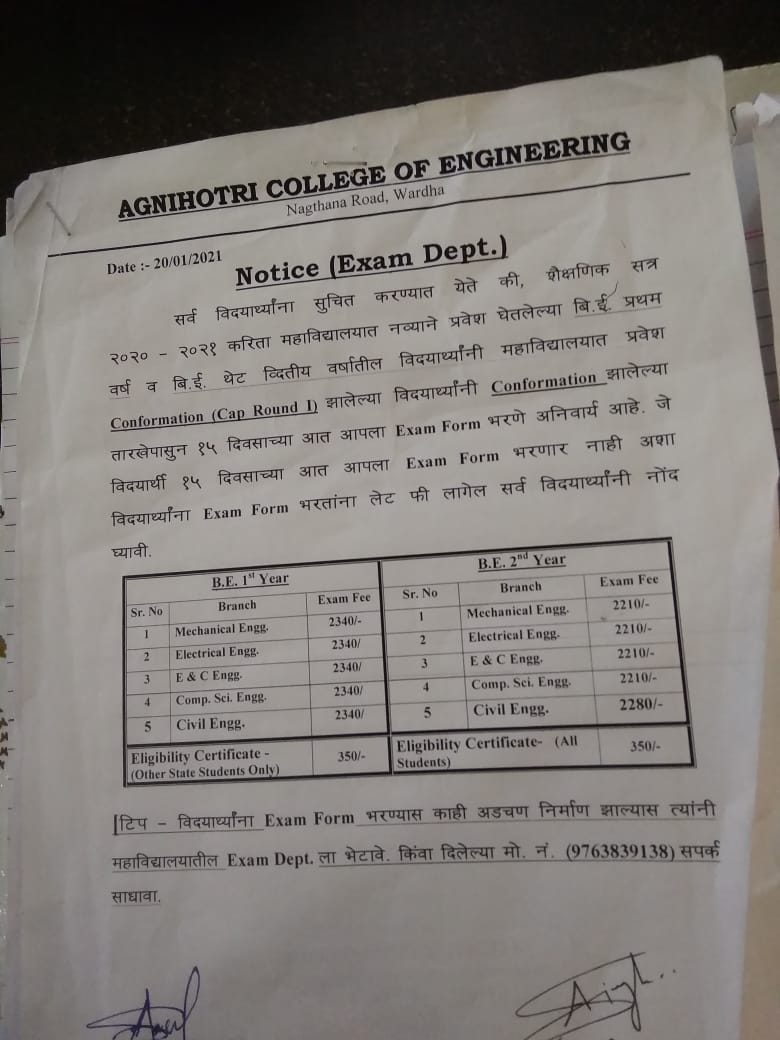 AGNIHOTRI COLLEGE OF ENGINEERING
Nagthana Road, Wardha
Date :- 20/01/2021
Notice (Exam Dept.)
सर्व विदयार्थ्यांना सुचित करण्यात येते की, शैक्षणिक सत्र
२०२० - २०२१ करिता महाविद्यालयात नव्याने प्रवेश घेतलेल्या बि.ई. प्रथम
वर्ष व बि.ई. थेट व्दितीय वर्षातील विदयार्थ्यांनी महाविद्यालयात प्रवेश
Conformation (Cap Round I) झालेल्या विदयार्थ्यांनी Conformation झालेल्या
तारखेपासुन १५ दिवसाच्या आत आपला Exam Form भरणे अनिवार्य आहे. जे
विदयार्थी १५ दिवसाच्या आत आपला Exam Form भरणार नाही अशा
विदयार्थ्यांना Exam Form भरतांना लेट फी लागेल सर्व विदयार्थ्यांनी नोंद
घ्यावी.
B.E. 1st Year B.E. 2nd Year
Sr. No Branch Exam Fee Sr. No Branch Exam Fee
1 Mechanical Engg. 2340/- 1 Mechanical Engg. 2210/-
2 Electrical Engg. 2340/ 2 Electrical Engg. 2210/-
3 E & C Engg. 2340/ 3 E & C Engg. 2210/-
4 Comp. Sci. Engg. 2340/ 4 Comp. Sci. Engg. 2210/-
5 Civil Engg. 2340/ 5 Civil Engg. 2280/-
Eligibility Certificate - 350/- Eligibility Certificate- (All 350/-
(Other State Students Only) Students)
[टिप - विदयार्थ्यांना Exam Form भरण्यास काही अडचण निर्माण झाल्यास त्यांनी
महाविद्यालयातील Exam Dept. ला भेटावे. किंवा दिलेल्या मो. नं. (9763839138) सपर्क
साधावा.